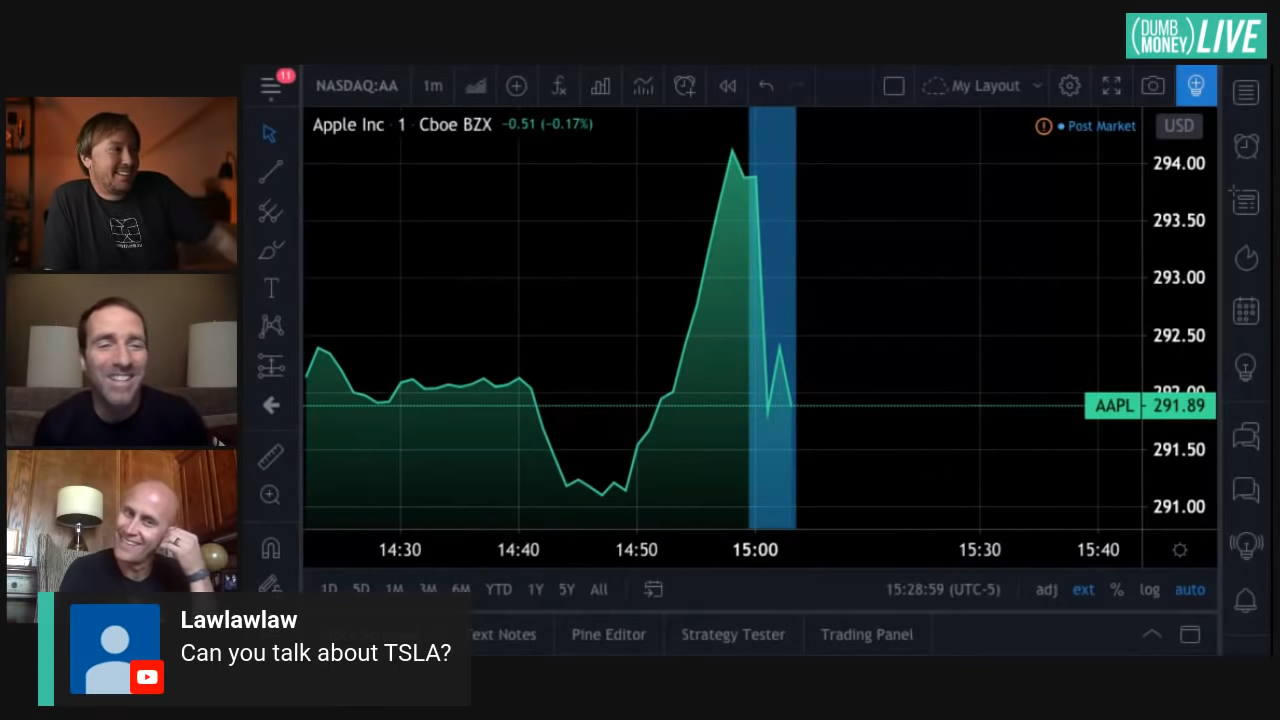 (DUMB MONEY) LIVE
11
NASDAQ:AA 1m My Layout
Apple Inc · 1 · Cboe BZX −0.51 (−0.17%)
Post Market USD
294.00
293.50
293.00
292.50
292.00
AAPL 291.89
291.50
291.00
14:30 14:40 14:50 15:00 15:30 15:40
1D 5D 1M 3M 6M YTD 1Y 5Y All 15:28:59 (UTC-5) adj ext % log auto
Text Notes Pine Editor Strategy Tester Trading Panel
Lawlawlaw
Can you talk about TSLA?